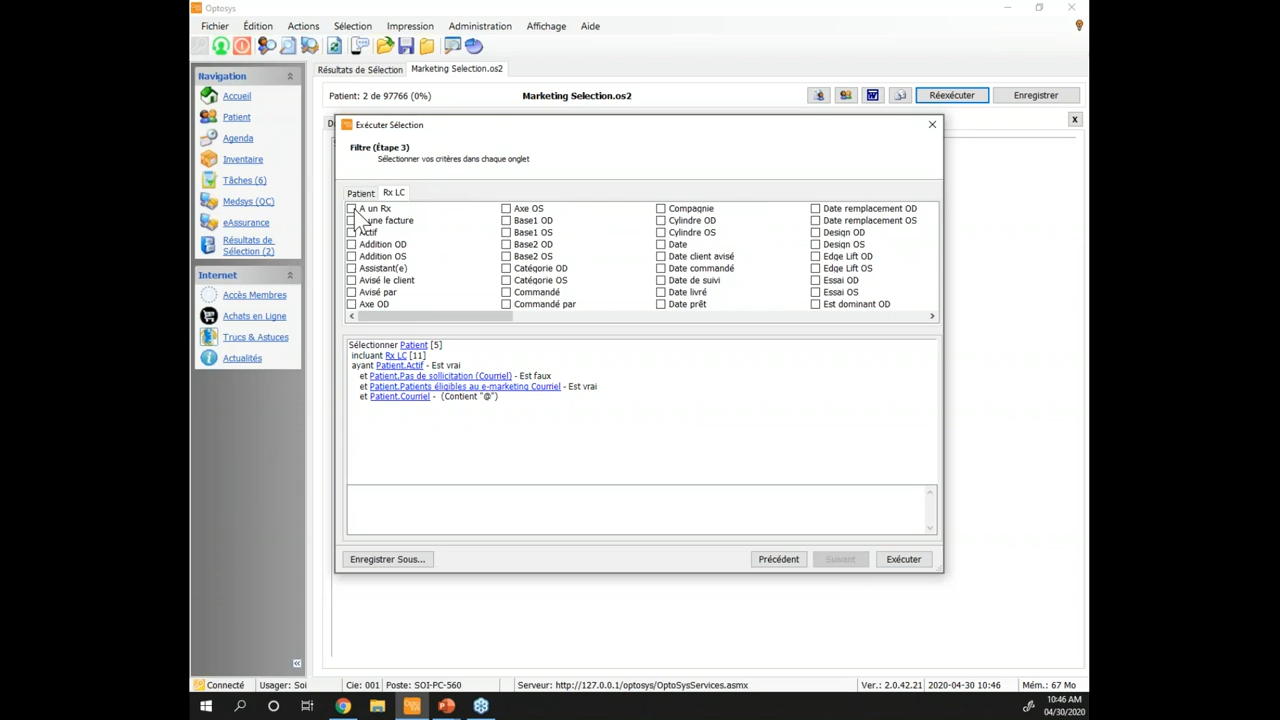 Optosys
Fichier Édition Actions Sélection Impression Administration Affichage Aide
Navigation
Accueil
Patient
Agenda
Inventaire
Tâches (6)
Medsys (QC)
eAssurance
Résultats de
Sélection (2)
Internet
Accès Membres
Achats en Ligne
Trucs & Astuces
Actualités
Résultats de Sélection Marketing Selection.os2
Patient: 2 de 97766 (0%) Marketing Selection.os2 Réexécuter Enregistrer
Exécuter Sélection
Filtre (Étape 3)
Sélectionner vos critères dans chaque onglet
Patient Rx LC
A un Rx Axe OS Compagnie Date remplacement OD
une facture Base1 OD Cylindre OD Date remplacement OS
Actif Base1 OS Cylindre OS Design OD
Addition OD Base2 OD Date Design OS
Addition OS Base2 OS Date client avisé Edge Lift OD
Assistant(e) Catégorie OD Date commandé Edge Lift OS
Avisé le client Catégorie OS Date de suivi Essai OD
Avisé par Commandé Date livré Essai OS
Axe OD Commandé par Date prêt Est dominant OD
Sélectionner Patient [5]
incluant Rx LC [11]
ayant Patient.Actif - Est vrai
et Patient.Pas de sollicitation (Courriel) - Est faux
et Patient.Patients éligibles au e-marketing Courriel - Est vrai
et Patient.Courriel - (Contient "@")
Enregistrer Sous... Précédent Suivant Exécuter
Connecté Usager: Soi Cie: 001 Poste: SOI-PC-560 Serveur: http://127.0.0.1/optosys/OptoSysServices.asmx Ver.: 2.0.42.21 2020-04-30 10:46 Mém.: 67 Mo
10:46 AM
04/30/2020